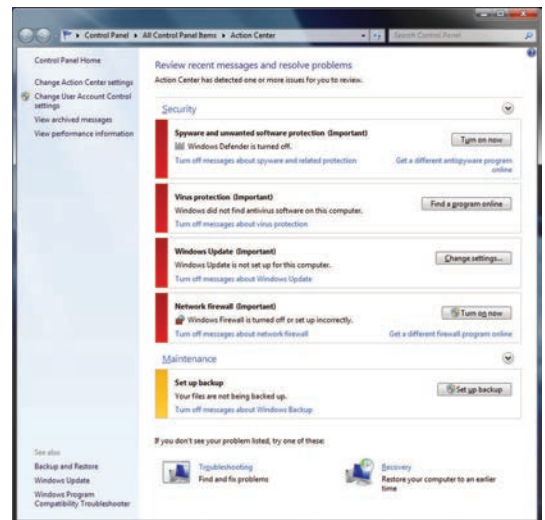 Control Panel ▸ All Control Panel Items ▸ Action Center
Search Control Panel
Control Panel Home
Change Action Center settings
Change User Account Control
settings
View archived messages
View performance information
Review recent messages and resolve problems
Action Center has detected one or more issues for you to review.
Security
Spyware and unwanted software protection (Important)
Windows Defender is turned off.
Turn off messages about spyware and related protection
Turn on now
Get a different antispyware program
online
Virus protection (Important)
Windows did not find antivirus software on this computer.
Turn off messages about virus protection
Find a program online
Windows Update (Important)
Windows Update is not set up for this computer.
Turn off messages about Windows Update
Change settings...
Network firewall (Important)
Windows Firewall is turned off or set up incorrectly.
Turn off messages about network firewall
Turn on now
Get a different firewall program online
Maintenance
Set up backup
Your files are not being backed up.
Turn off messages about Windows Backup
Set up backup
If you don't see your problem listed, try one of these:
Troubleshooting
Find and fix problems
Recovery
Restore your computer to an earlier
time
See also
Backup and Restore
Windows Update
Windows Program
Compatibility Troubleshooter